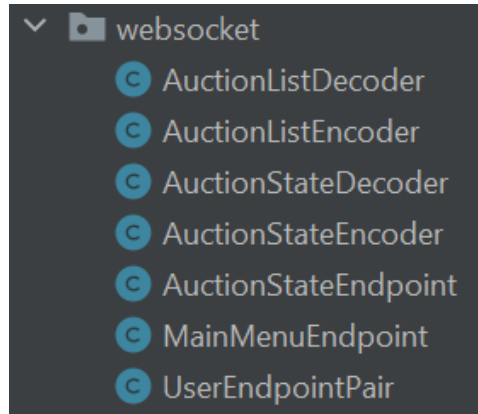 websocket
C AuctionListDecoder
C AuctionListEncoder
C AuctionStateDecoder
C AuctionStateEncoder
C AuctionStateEndpoint
C MainMenuEndpoint
C UserEndpointPair